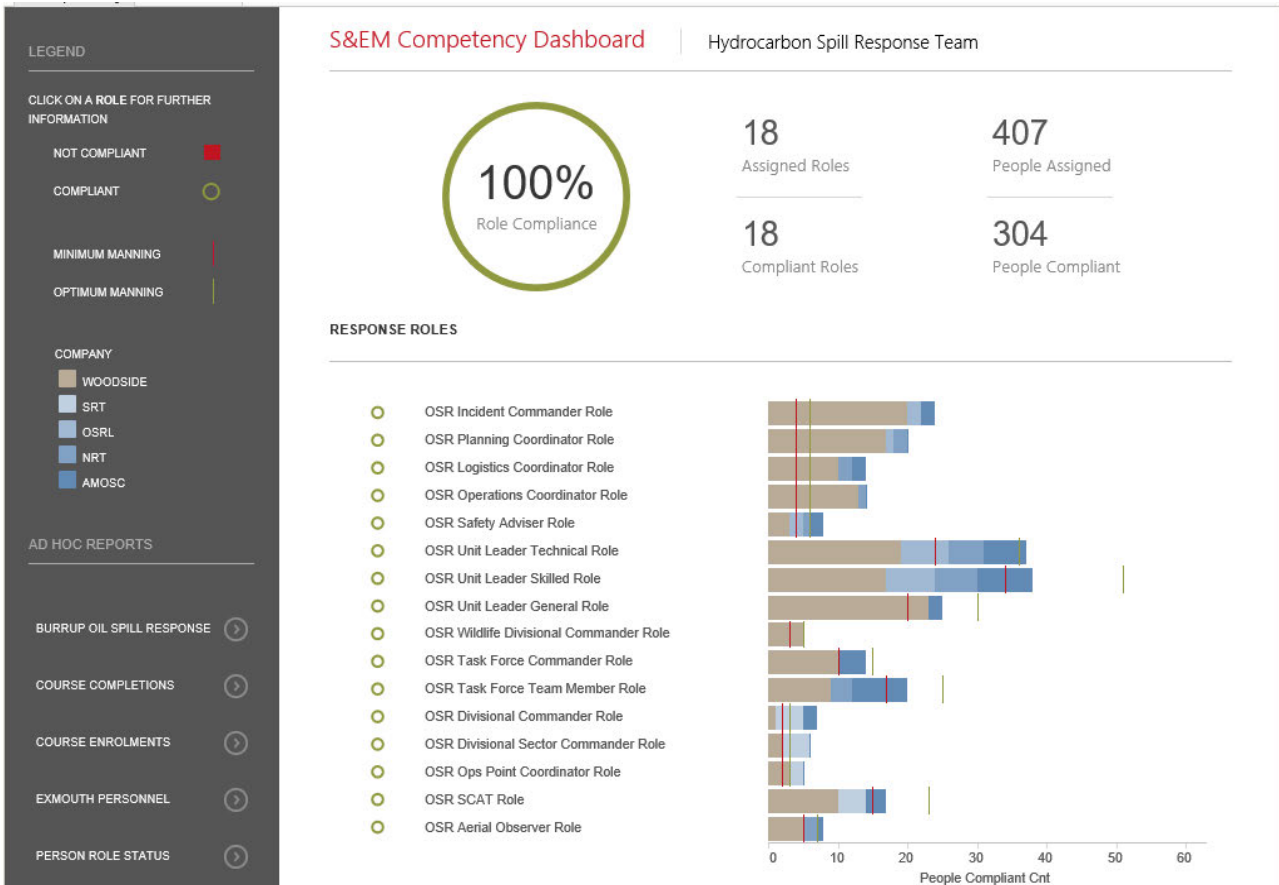 LEGEND
CLICK ON A ROLE FOR FURTHER
INFORMATION
NOT COMPLIANT
COMPLIANT
MINIMUM MANNING
OPTIMUM MANNING
COMPANY
WOODSIDE
SRT
OSRL
NRT
AMOSC
AD HOC REPORTS
BURRUP OIL SPILL RESPONSE
COURSE COMPLETIONS
COURSE ENROLMENTS
EXMOUTH PERSONNEL
PERSON ROLE STATUS
S&EM Competency Dashboard
Hydrocarbon Spill Response Team
100%
Role Compliance
18
Assigned Roles
407
People Assigned
18
Compliant Roles
304
People Compliant
RESPONSE ROLES
OSR Incident Commander Role
OSR Planning Coordinator Role
OSR Logistics Coordinator Role
OSR Operations Coordinator Role
OSR Safety Adviser Role
OSR Unit Leader Technical Role
OSR Unit Leader Skilled Role
OSR Unit Leader General Role
OSR Wildlife Divisional Commander Role
OSR Task Force Commander Role
OSR Task Force Team Member Role
OSR Divisional Commander Role
OSR Divisional Sector Commander Role
OSR Ops Point Coordinator Role
OSR SCAT Role
OSR Aerial Observer Role
0 10 20 30 40 50 60
People Compliant Cnt